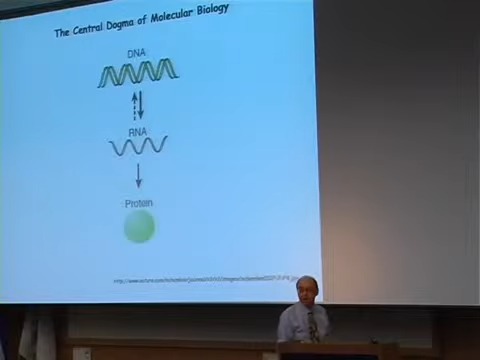 The Central Dogma of Molecular Biology
DNA
RNA
Protein